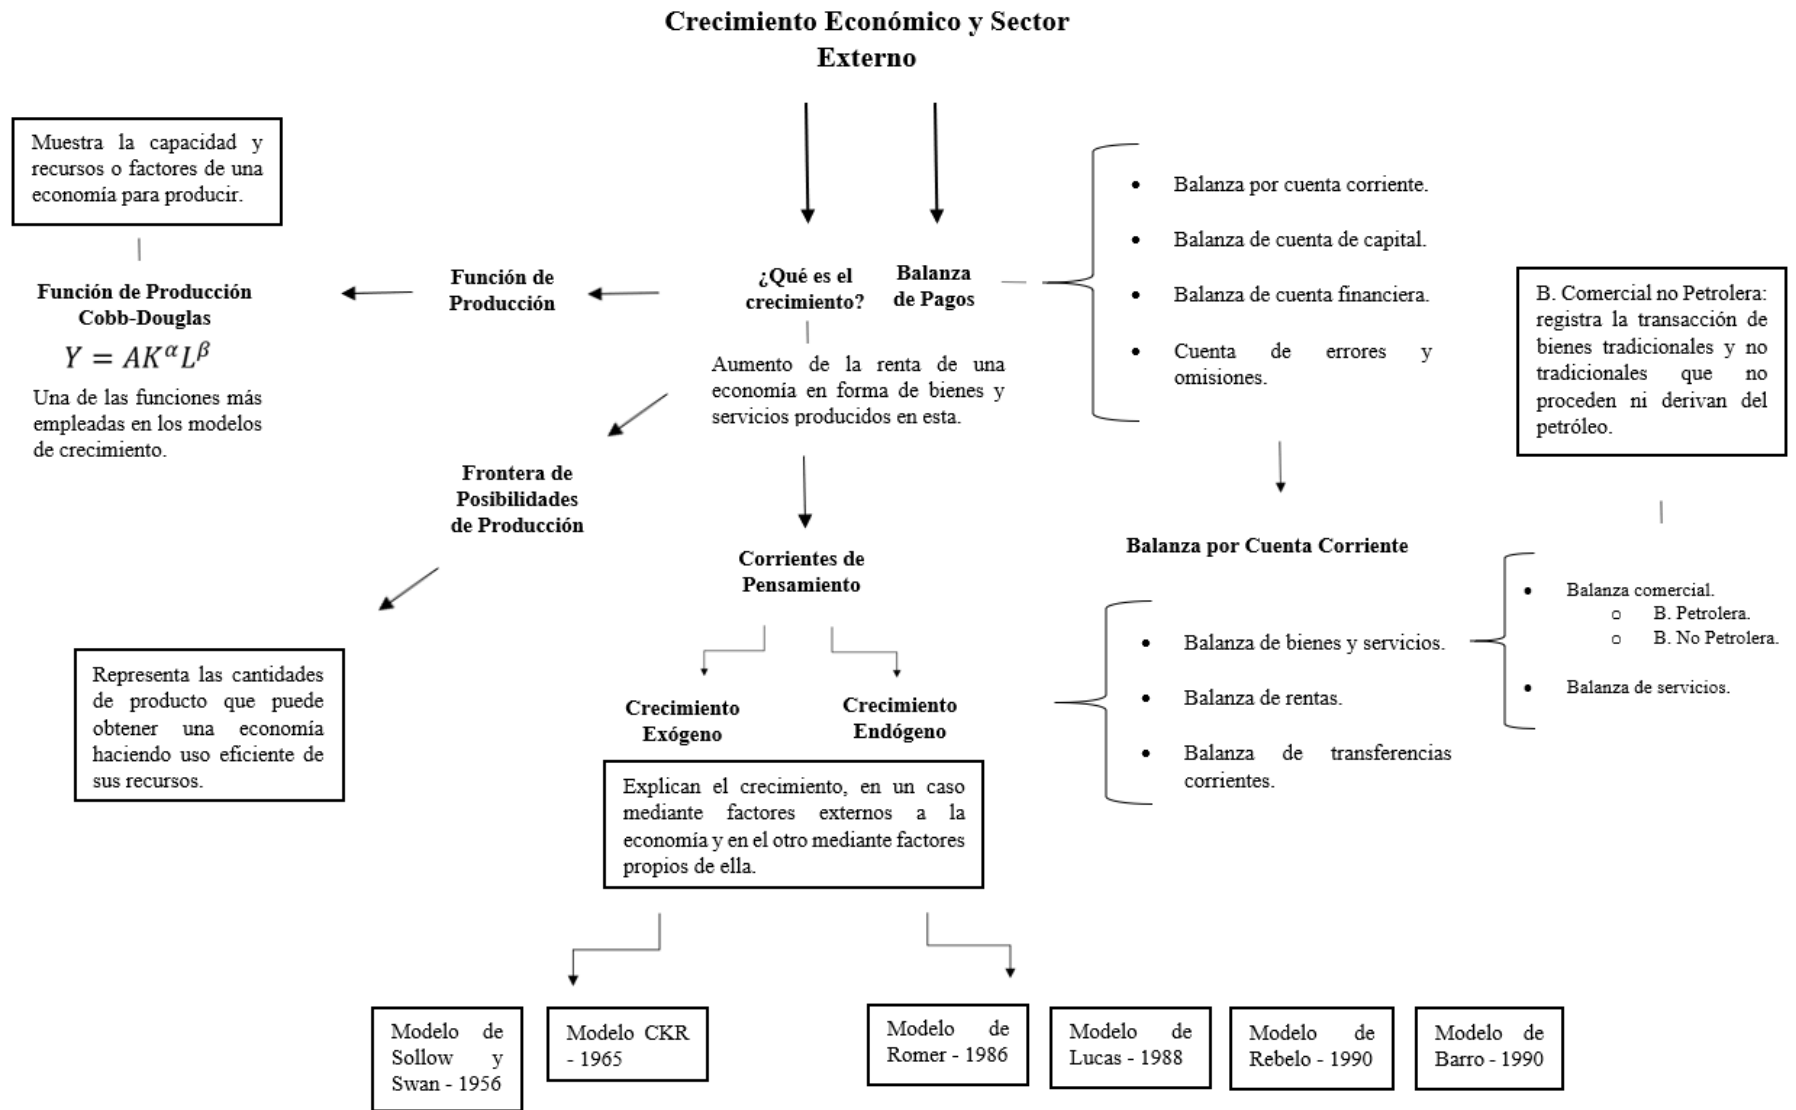 Crecimiento Económico y Sector
Externo
Muestra la capacidad y
recursos o factores de una
economía para producir.
Función de Producción
Cobb-Douglas
Y = AK^α L^β
Una de las funciones más
empleadas en los modelos
de crecimiento.
Función de
Producción
¿Qué es el
crecimiento?
Aumento de la renta de una
economía en forma de bienes y
servicios producidos en esta.
Balanza
de Pagos
• Balanza por cuenta corriente.
• Balanza de cuenta de capital.
• Balanza de cuenta financiera.
• Cuenta de errores y
omisiones.
B. Comercial no Petrolera:
registra la transacción de
bienes tradicionales y no
tradicionales que no
proceden ni derivan del
petróleo.
Frontera de
Posibilidades
de Producción
Representa las cantidades
de producto que puede
obtener una economía
haciendo uso eficiente de
sus recursos.
Corrientes de
Pensamiento
Crecimiento
Exógeno
Crecimiento
Endógeno
Explican el crecimiento, en un caso
mediante factores externos a la
economía y en el otro mediante factores
propios de ella.
Balanza por Cuenta Corriente
• Balanza de bienes y servicios.
• Balanza de rentas.
• Balanza de transferencias
corrientes.
• Balanza comercial.
o B. Petrolera.
o B. No Petrolera.
• Balanza de servicios.
Modelo de
Sollow y
Swan - 1956
Modelo CKR
- 1965
Modelo de
Romer - 1986
Modelo de
Lucas - 1988
Modelo de
Rebelo - 1990
Modelo de
Barro - 1990